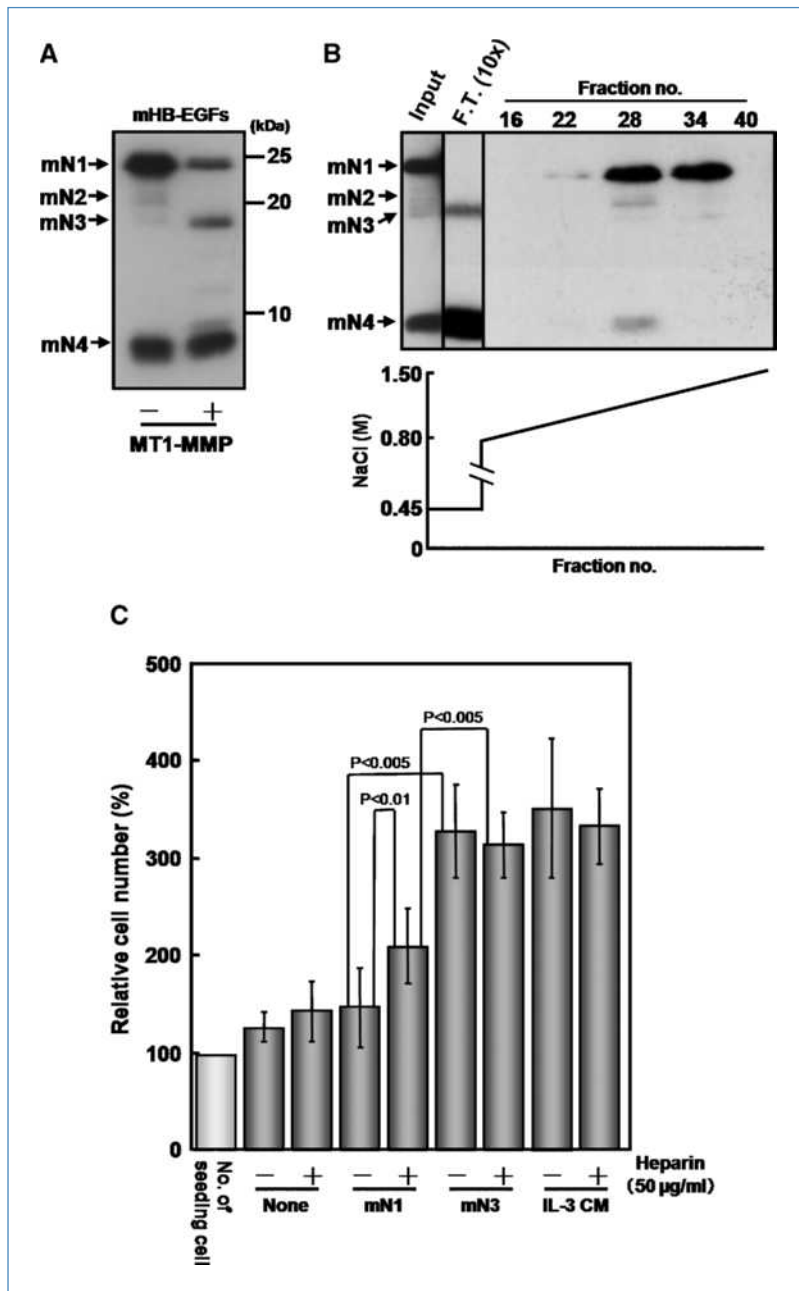 A
mHB-EGFs
(kDa)
mN1
25
mN2
20
mN3
10
mN4
− +
MT1-MMP
B
Input
F.T. (10x)
Fraction no.
16 22 28 34 40
mN1
mN2
mN3
mN4
1.50
0.80
0.45
0
NaCl (M)
Fraction no.
C
500
400
300
200
100
0
Relative cell number (%)
P<0.005
P<0.005
P<0.01
No. of
seeding cell
− + − + − + − +
Heparin
(50 µg/ml)
None mN1 mN3 IL-3 CM